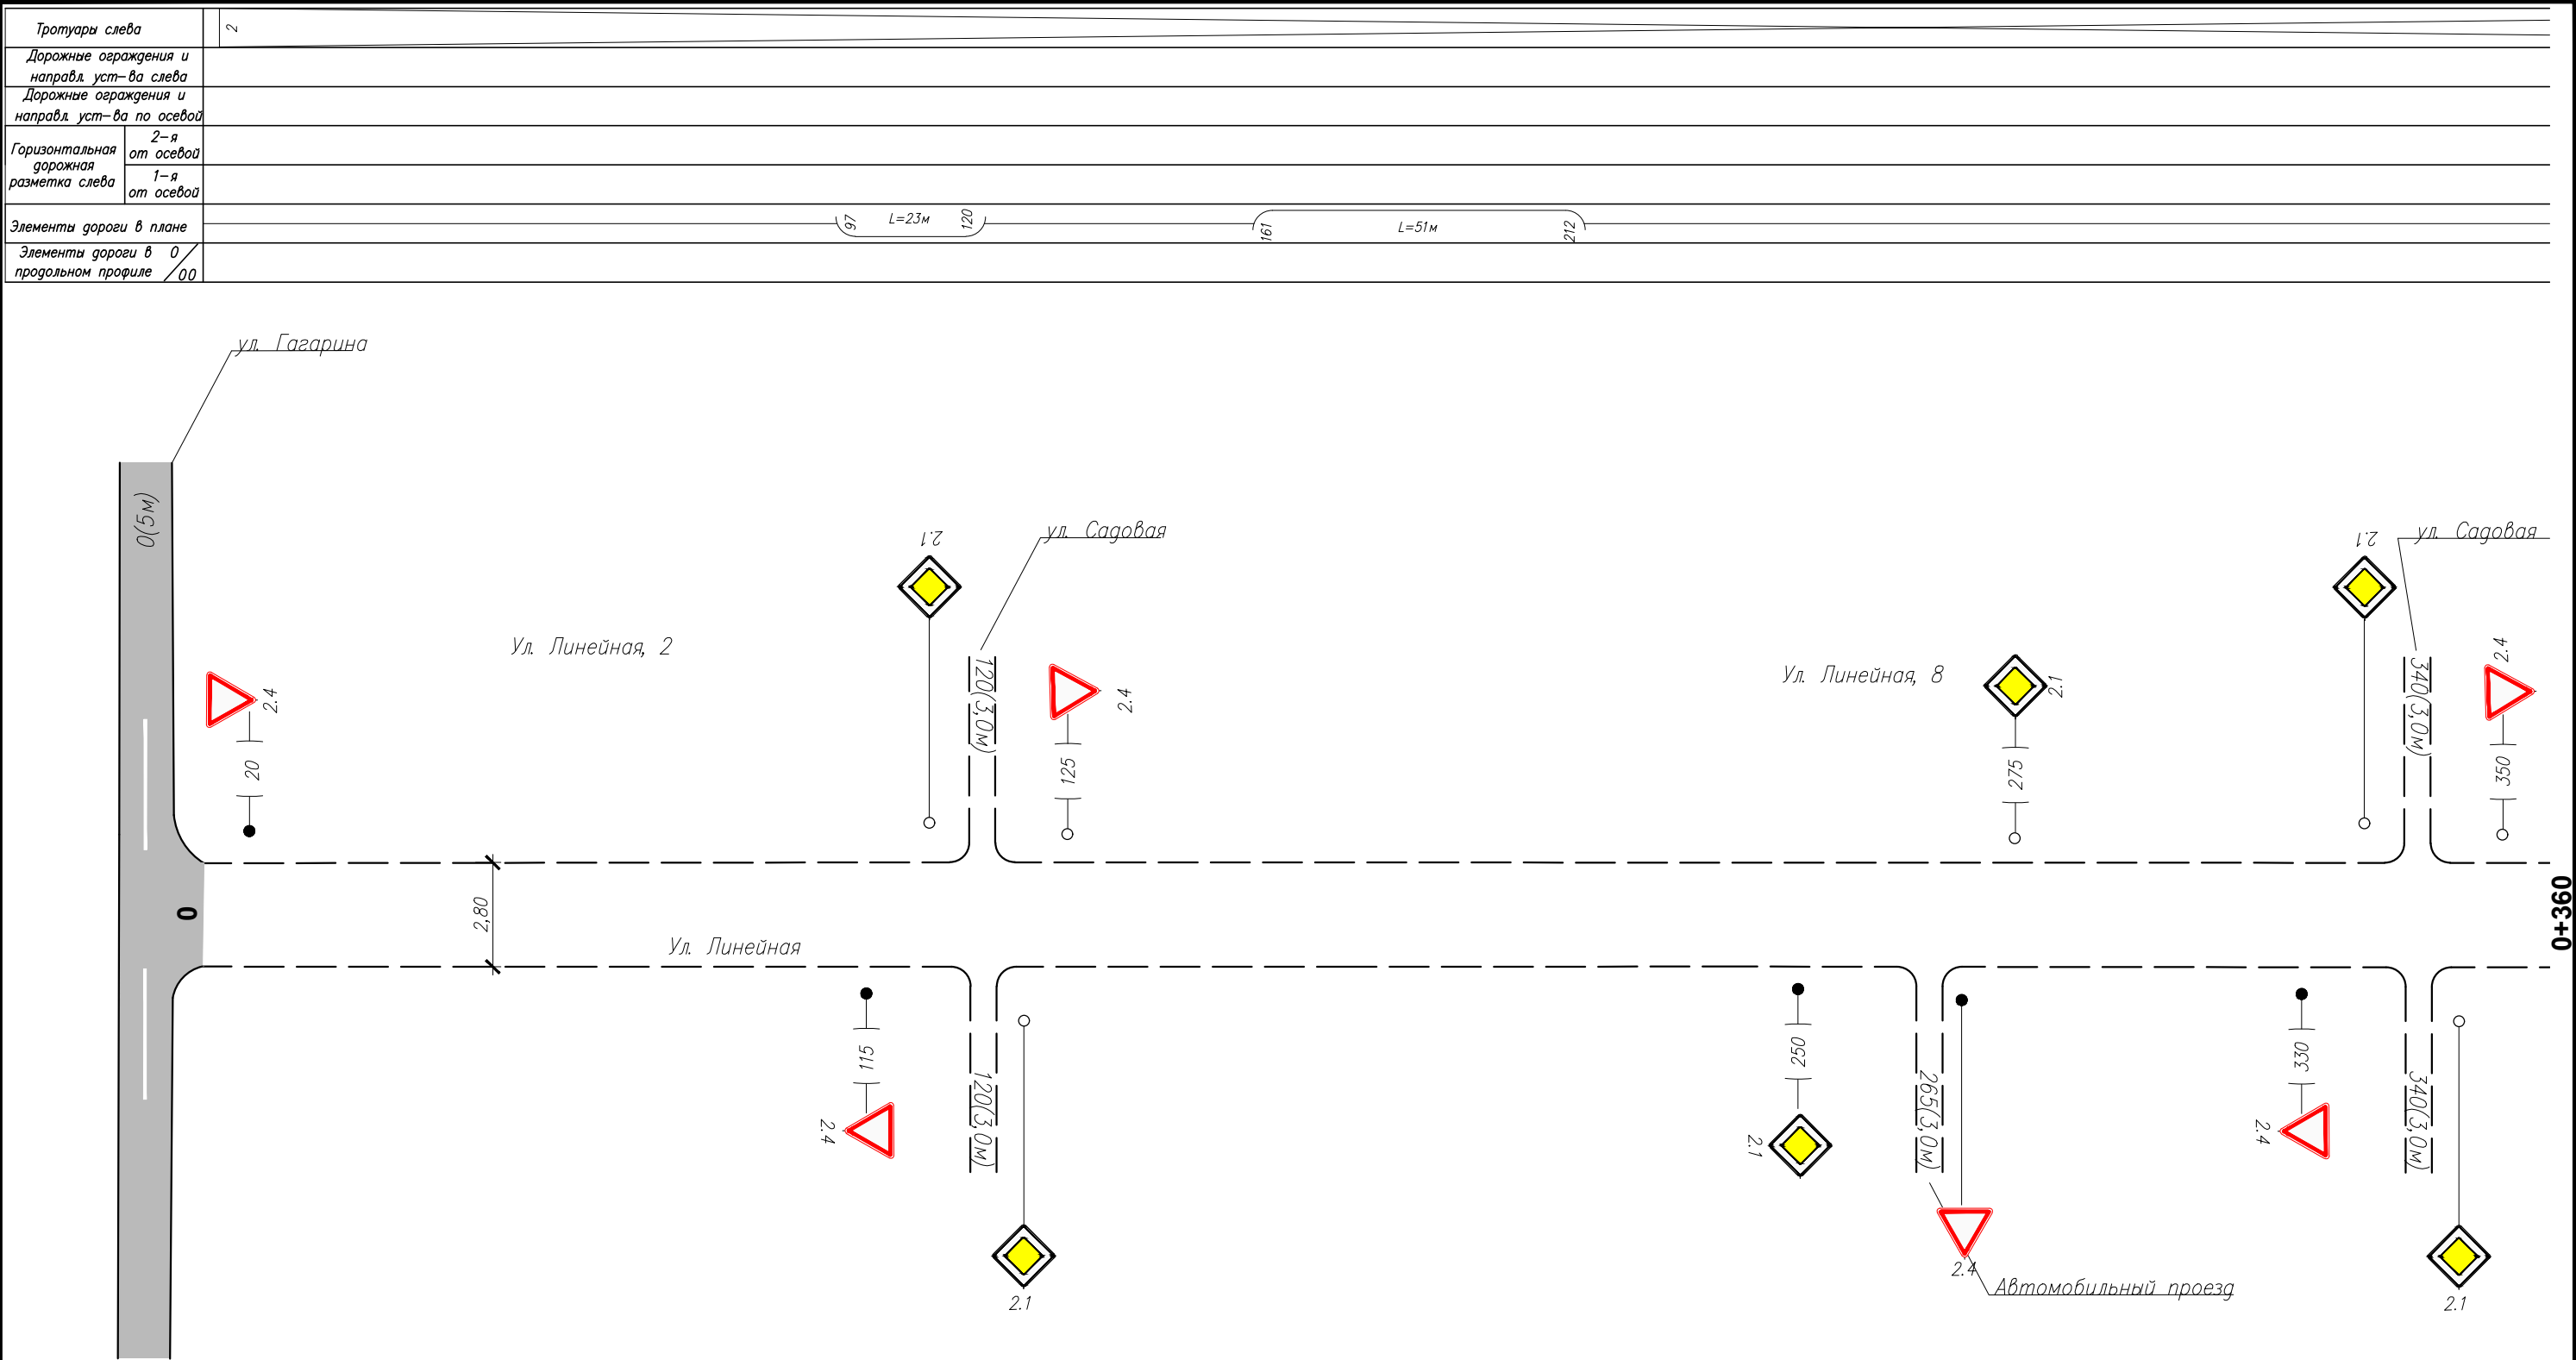 Тротуары слева
2
Дорожные ограждения и
направл. уст-ва слева
Дорожные ограждения и
направл. уст-ва по осевой
Горизонтальная
дорожная
разметка слева
2-я
от осевой
1-я
от осевой
Элементы дороги в плане
97
L=23м
120
161
L=51м
212
Элементы дороги в
продольном профиле
0/00
ул. Гагарина
0(5м)
2.1
ул. Садовая
2.1
ул. Садовая
Ул. Линейная, 2
120(3,0м)
2.4
Ул. Линейная, 8
2.1
340(3,0м)
2.4
2.4
20
125
275
350
0
2,80
Ул. Линейная
0+360
115
2.4
120(3,0м)
250
2.1
265(3,0м)
330
2.4
340(3,0м)
2.4
Автомобильный проезд
2.1
2.1